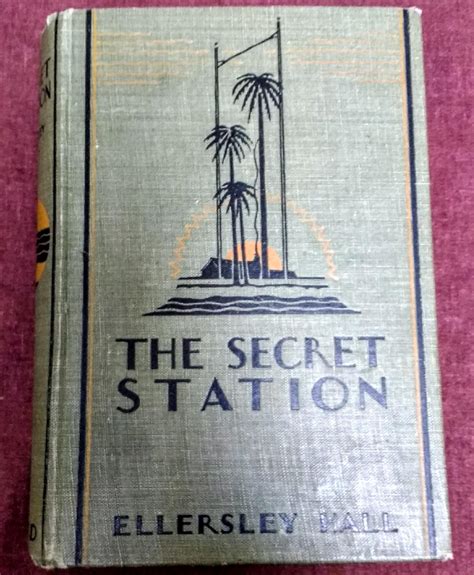 THE SECRET
STATION
ELLERSLEY HALL